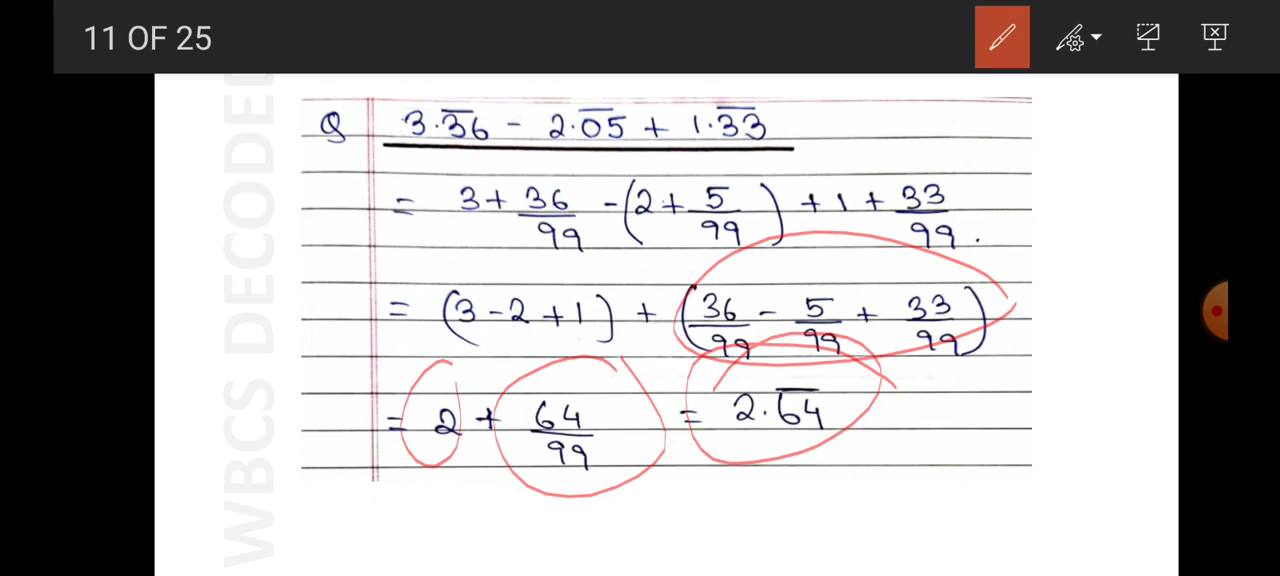 11 OF 25
WBCS DECODE
Q 3.3̅6̅ - 2.0̅5̅ + 1.3̅3̅
= 3 + 36/99 - (2 + 5/99) + 1 + 33/99.
= (3 - 2 + 1) + (36/99 - 5/99 + 33/99)
= 2 + 64/99 = 2.6̅4̅